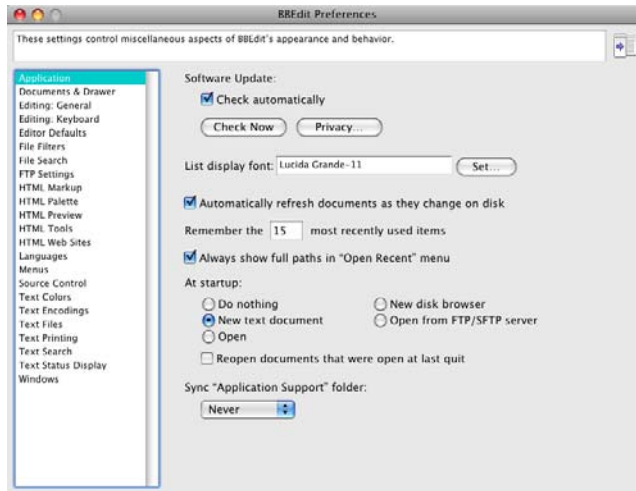 BBEdit Preferences
These settings control miscellaneous aspects of BBEdit's appearance and behavior.
Application
Documents & Drawer
Editing: General
Editing: Keyboard
Editor Defaults
File Filters
File Search
FTP Settings
HTML Markup
HTML Palette
HTML Preview
HTML Tools
HTML Web Sites
Languages
Menus
Source Control
Text Colors
Text Encodings
Text Files
Text Printing
Text Search
Text Status Display
Windows
Software Update:
Check automatically
Check Now Privacy...
List display font: Lucida Grande-11 Set...
Automatically refresh documents as they change on disk
Remember the 15 most recently used items
Always show full paths in "Open Recent" menu
At startup:
Do nothing New disk browser
New text document Open from FTP/SFTP server
Open
Reopen documents that were open at last quit
Sync "Application Support" folder:
Never